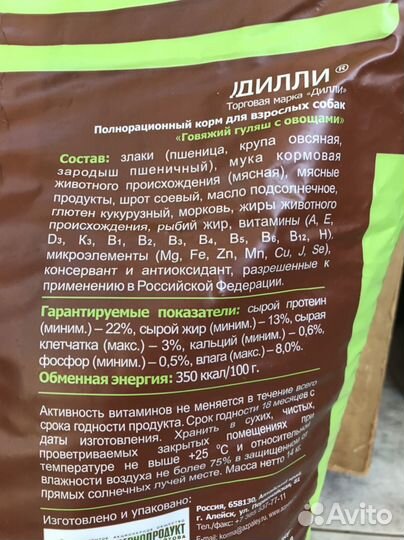 ДИЛЛИ®
Торговая марка «Дилли»
Полнорационный корм для взрослых собак
«Говяжий гуляш с овощами»
Состав: злаки (пшеница, крупа овсяная,
зародыш пшеничный), мука кормовая
животного происхождения (мясная), мясные
продукты, шрот соевый, масло подсолнечное,
глютен кукурузный, морковь, жиры животного
происхождения, рыбий жир, витамины (A, E,
D₃, K₃, B₁, B₂, B₃, B₄, B₅, B₆, B₁₂, H),
микроэлементы (Mg, Fe, Zn, Mn, Cu, J, Se),
консервант и антиоксидант, разрешенные к
применению в Российской Федерации.
Гарантируемые показатели: сырой протеин
(миним.) – 22%, сырой жир (миним.) – 13%, сырая
клетчатка (макс.) – 3%, кальций (миним.) – 0,6%,
фосфор (миним.) – 0,5%, влага (макс.) – 8,0%.
Обменная энергия: 350 ккал/100 г.
Активность витаминов не меняется в течение всего
срока годности продукта. Срок годности 18 месяцев с
даты изготовления. Хранить в сухих, чистых,
проветриваемых закрытых помещениях при
температуре не выше +25 °С и относительной
влажности воздуха не более 75% в защищенном от
прямых солнечных лучей месте. Масса нетто 14 кг.
Изготовлено и упаковано:
Россия, 658130, Алтайский край,
г. Алейск, ул.
Тел./факс:
E-mail:
Avito